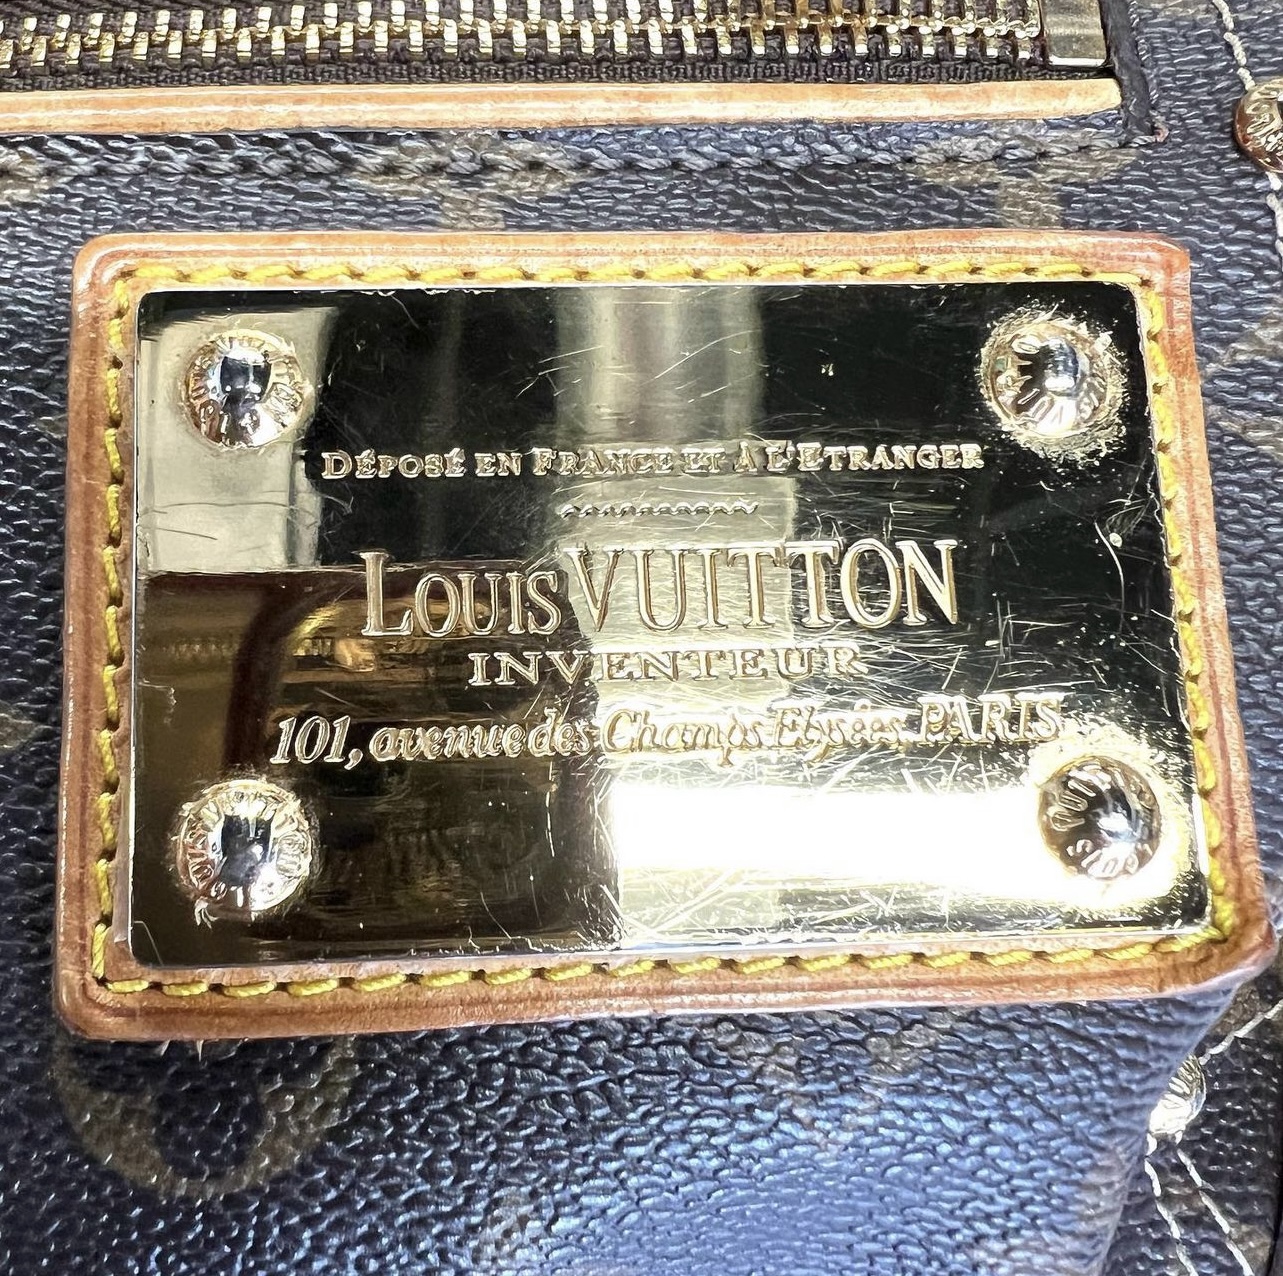 DÉPOSÉ EN FRANCE ET À L'ETRANGER
LOUIS VUITTON
INVENTEUR
101, avenue des Champs Elysées PARIS